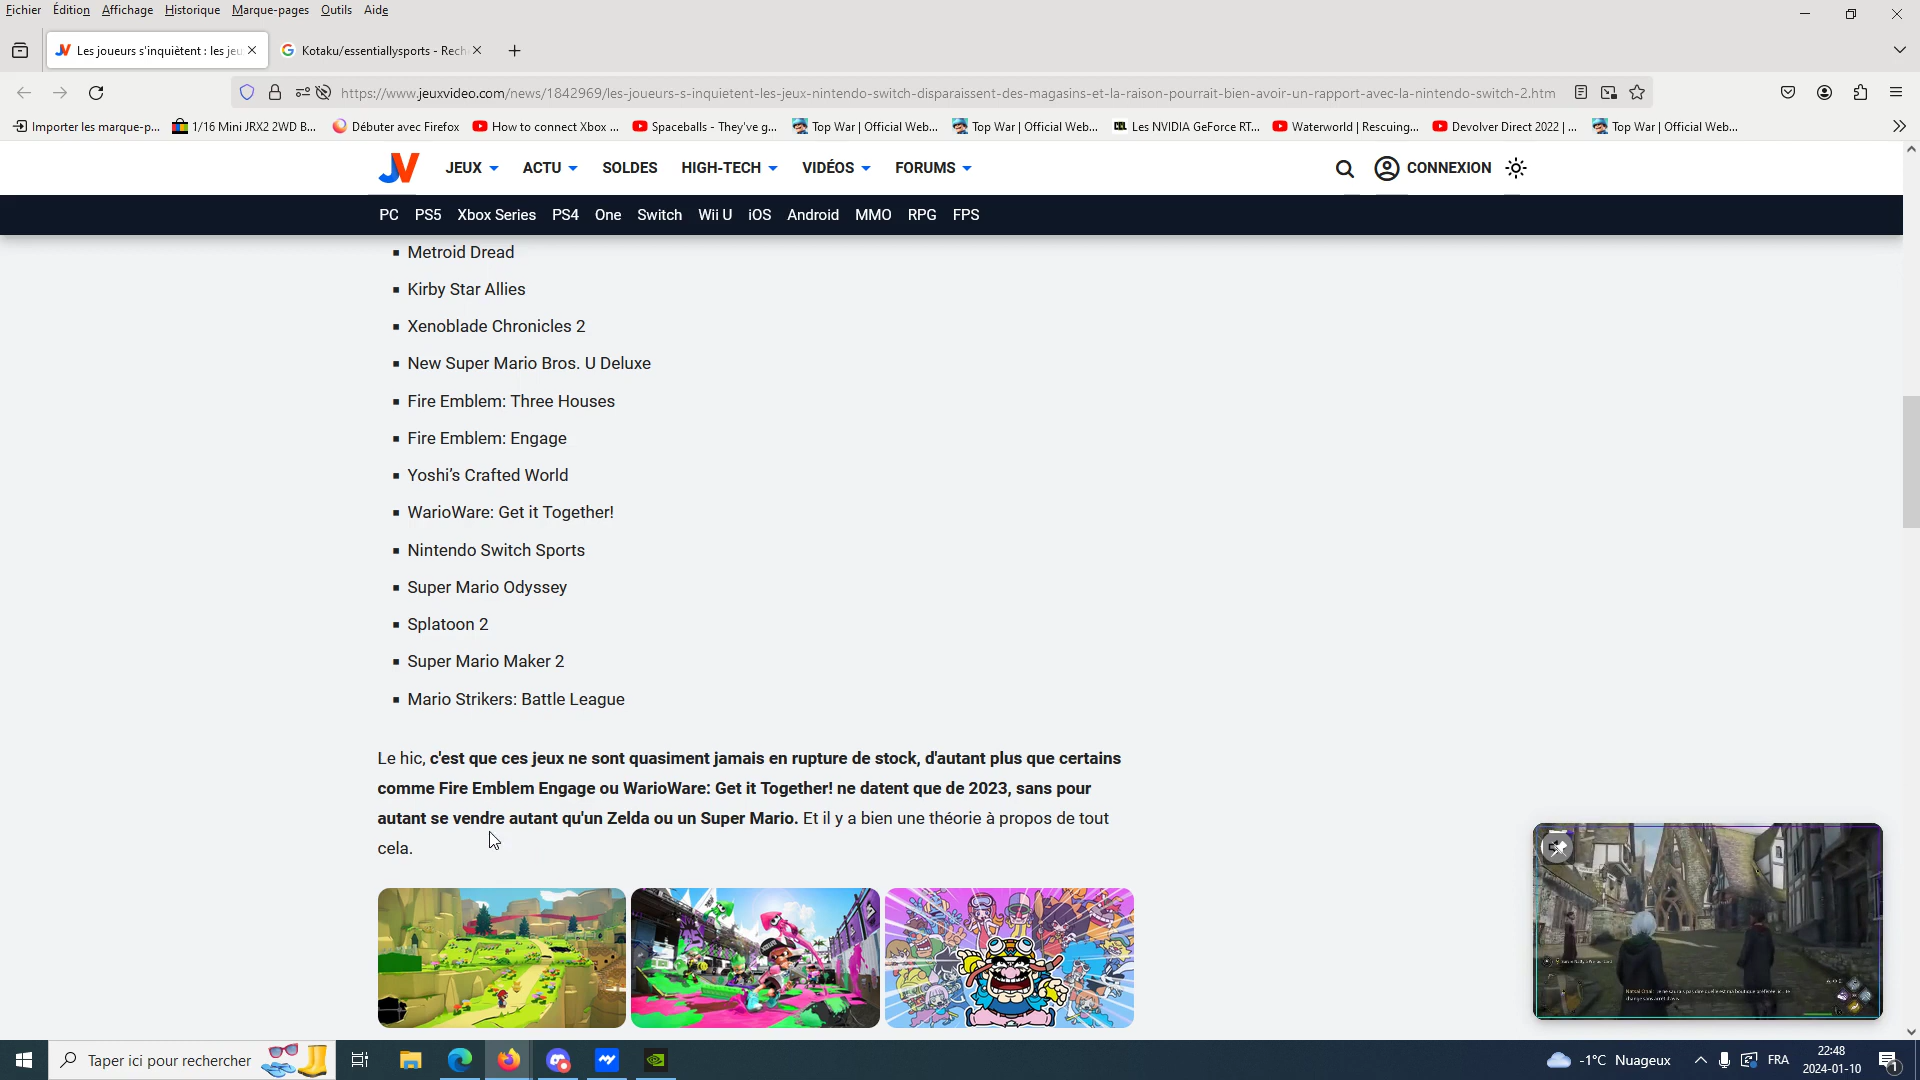 Fichier Édition Affichage Historique Marque-pages Outils Aide
Les joueurs s'inquiètent : les jeu
Kotaku/essentiallysports - Rech
https://www.jeuxvideo.com/news/1842969/les-joueurs-s-inquietent-les-jeux-nintendo-switch-disparaissent-des-magasins-et-la-raison-pourrait-bien-avoir-un-rapport-avec-la-nintendo-switch-2.htm
Importer les marque-p... 1/16 Mini JRX2 2WD B... Débuter avec Firefox How to connect Xbox ... Spaceballs - They've g... Top War | Official Web... Top War | Official Web... Les NVIDIA GeForce RT... Waterworld | Rescuing... Devolver Direct 2022 | ... Top War | Official Web...
JV JEUX ACTU SOLDES HIGH-TECH VIDÉOS FORUMS CONNEXION
PC PS5 Xbox Series PS4 One Switch Wii U iOS Android MMO RPG FPS
Metroid Dread
Kirby Star Allies
Xenoblade Chronicles 2
New Super Mario Bros. U Deluxe
Fire Emblem: Three Houses
Fire Emblem: Engage
Yoshi's Crafted World
WarioWare: Get it Together!
Nintendo Switch Sports
Super Mario Odyssey
Splatoon 2
Super Mario Maker 2
Mario Strikers: Battle League
Le hic, c'est que ces jeux ne sont quasiment jamais en rupture de stock, d'autant plus que certains
comme Fire Emblem Engage ou WarioWare: Get it Together! ne datent que de 2023, sans pour
autant se vendre autant qu'un Zelda ou un Super Mario. Et il y a bien une théorie à propos de tout
cela.
Taper ici pour rechercher
-1°C Nuageux
FRA
22:48
2024-01-10
1